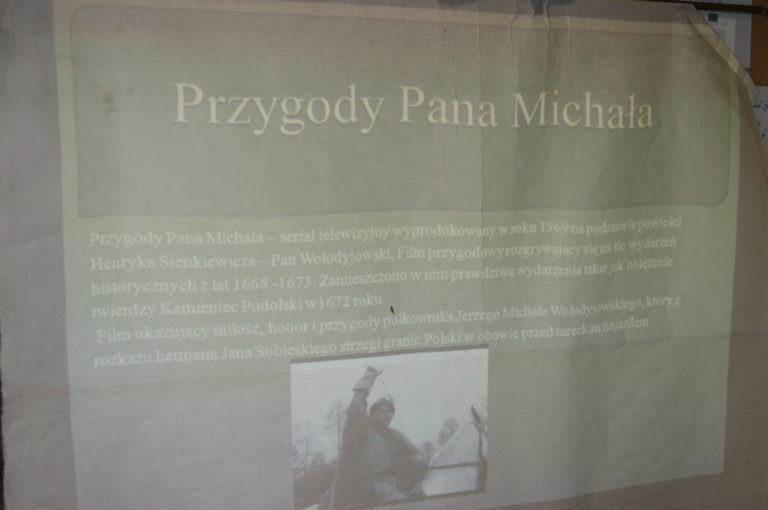 Przygody Pana Michała
Przygody Pana Michała – serial telewizyjny wyprodukowany w roku 1969 na podstawie powieści
Henryka Sienkiewicza – Pan Wołodyjowski. Film przygodowy rozgrywający się na tle wydarzeń
historycznych z lat 1668 -1673. Zamieszczono w nim prawdziwe wydarzenia takie jak oblężenie
twierdzy Kamieniec Podolski w1672 roku.
Film ukazujący miłość, honor i przygody pułkownika Jerzego Michała Wołodyjowskiego, który z
rozkazu hetmana Jana Sobieskiego strzegł granic Polski w obawie przed tureckim najazdem.